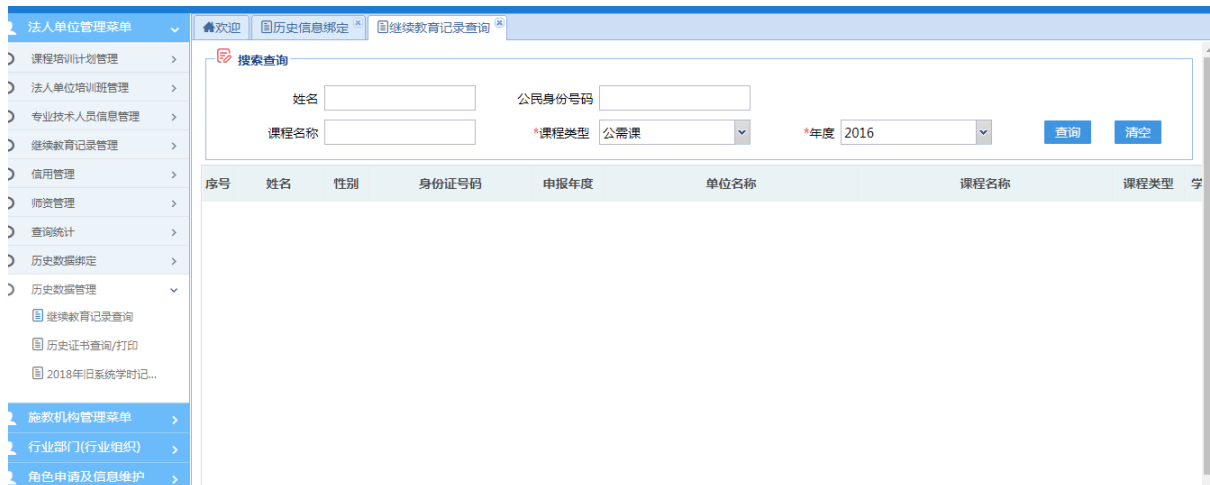 法人单位管理菜单
课程培训计划管理
法人单位培训班管理
专业技术人员信息管理
继续教育记录管理
信用管理
师资管理
查询统计
历史数据绑定
历史数据管理
继续教育记录查询
历史证书查询/打印
2018年旧系统学时记...
施教机构管理菜单
行业部门(行业组织)
角色申请及信息维护
欢迎 历史信息绑定 继续教育记录查询
搜索查询
姓名 公民身份号码
课程名称 *课程类型 公需课 *年度 2016 查询 清空
序号 姓名 性别 身份证号码 申报年度 单位名称 课程名称 课程类型 学